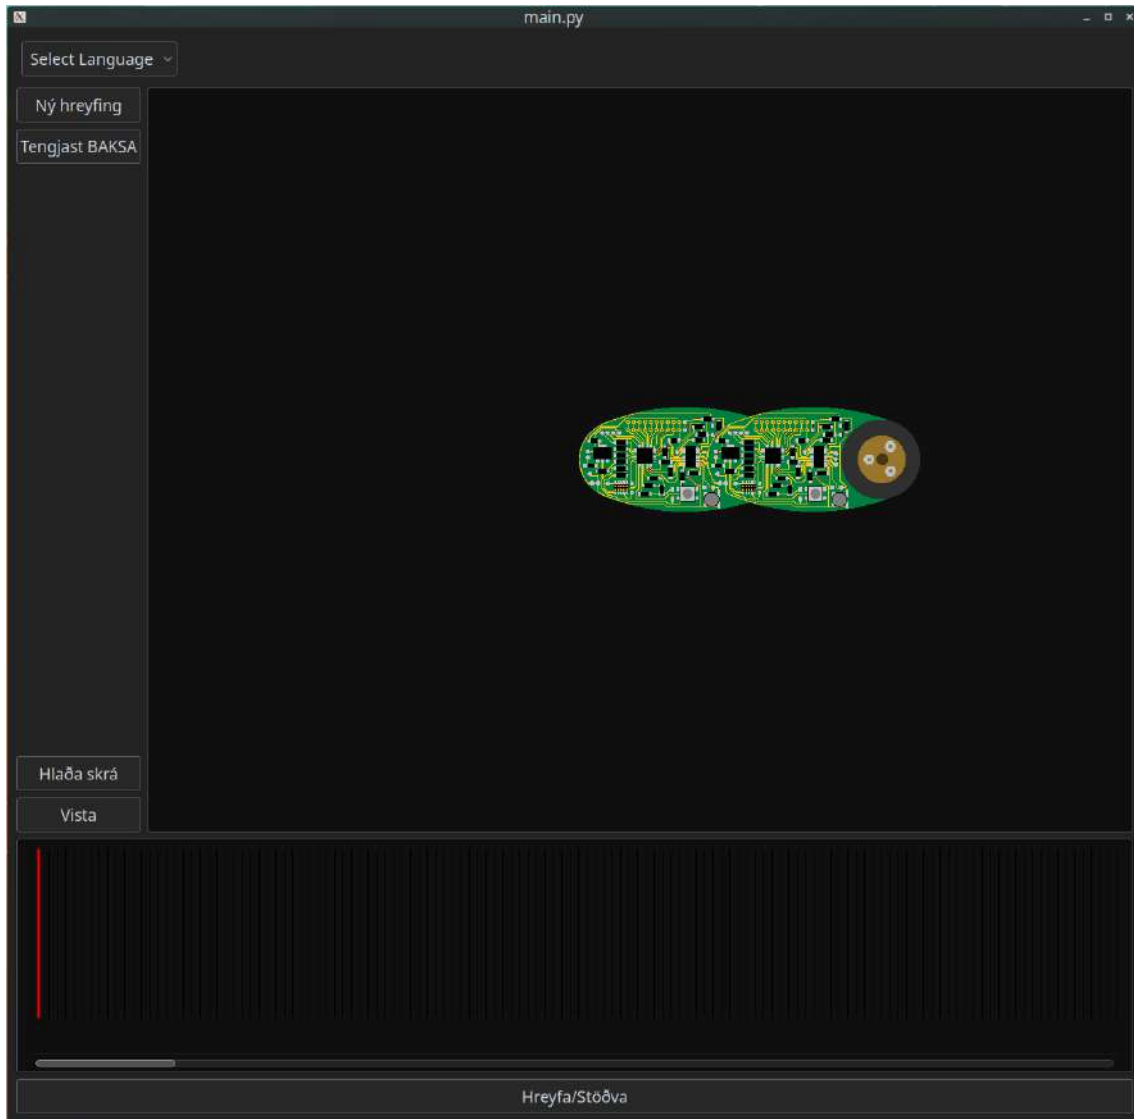 main.py
Select Language
Ný hreyfing
Tengjast BAKSA
Hlaða skrá
Vista
Hreyfa/Stöðva